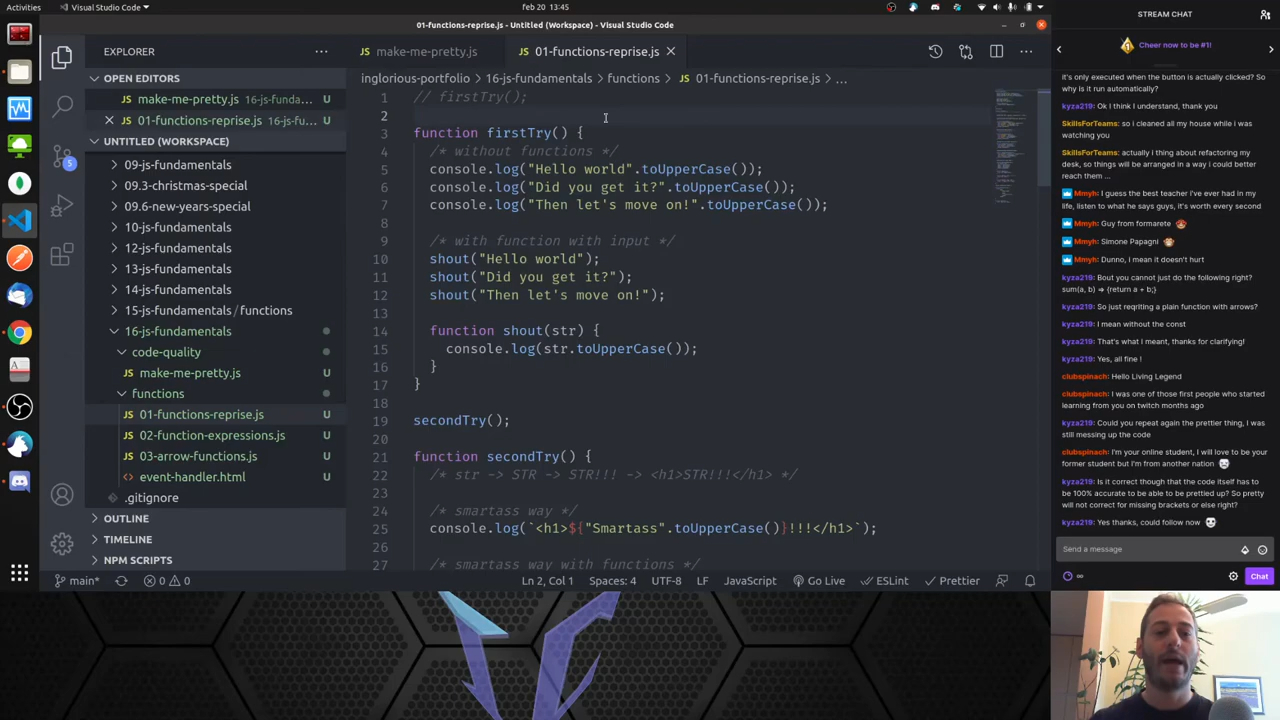 Activities
Visual Studio Code
feb 20 13:45
01-functions-reprise.js - Untitled (Workspace) - Visual Studio Code
EXPLORER
OPEN EDITORS
make-me-pretty.js 16-js-funda... U
01-functions-reprise.js 16-js-fun... U
(WORKSPACE)
10-js-fundamentals
12-js-fundamentals
13-js-fundamentals
14-js-fundamentals
15-js-fundamentals / functions
16-js-fundamentals
code-quality
make-me-pretty.js U
functions
01-functions-reprise.js U
02-function-expressions.js U
03-arrow-functions.js U
event-handler.html U
.gitignore
OUTLINE
TIMELINE
NPM SCRIPTS
5
make-me-pretty.js
01-functions-reprise.js
inglorious-portfolio > 16-js-fundamentals > functions > 01-functions-reprise.js > ...
1 // firstTry();
2
function firstTry() {
functions */
"Hello world".toUpperCase());
console.log("Did you get it?".toUpperCase());
console.log("Then let's move on!".toUpperCase());
9 /* with function with input */
10 shout("Hello world");
11 shout("Did you get it?");
12 shout("Then let's move on!");
13
14 function shout(str) {
15 console.log(str.toUpperCase());
16 }
17 }
18
19 secondTry();
20
21 function secondTry() {
22 /* str -> STR -> STR!!! -> <h1>STR!!!</h1> */
23
24 /* smartass way */
25 console.log(`<h1>${"Smartass".toUpperCase()}!!!</h1>`);
26
27 /* smartass way with functions */
main*
0 0
Ln 2, Col 1
Spaces: 4
UTF-8
LF
JavaScript
Go Live
ESLint
Prettier
STREAM CHAT
1
Cheer now to be #1!
it's only executed when the button is actually clicked? So
why is it run automatically?
kyza219: Ok i think I understand, thank you
SkillsForTeams: so i cleaned all my house while i was
watching you
SkillsForTeams: actually i thing about refactoring my
desk, so things will be arranged in a way i could better
reach them ...
Mmyh: I guess the best teacher i've ever had in my
life, listen to what he says guys, it's worth every second
Mmyh: Guy from formarete
Mmyh: Simone Papagni
Mmyh: Dunno, i mean it doesn't hurt
kyza219: Bout you cannot just do the following right?
sum(a, b) => {return a + b;}
kyza219: So just reqriting a plain function with arrows?
kyza219: I mean without the const
kyza219: That's what I meant, thanks for clarifying!
kyza219: Yes, all fine !
clubspinach: Hello Living Legend
clubspinach: I was one of those first people who started
learning from you on twitch months ago
kyza219: Could you repeat again the prettier thing, I was
still messing up the code
clubspinach: I'm your online student, I will love to be your
former student but I'm from another nation
kyza219: Is it correct though that the code itself has to
be 100% accurate to be able to be prettied up? So pretty
will not correct for missing brackets or else right?
kyza219: Yes thanks, could follow now
Send a message
∞
Chat